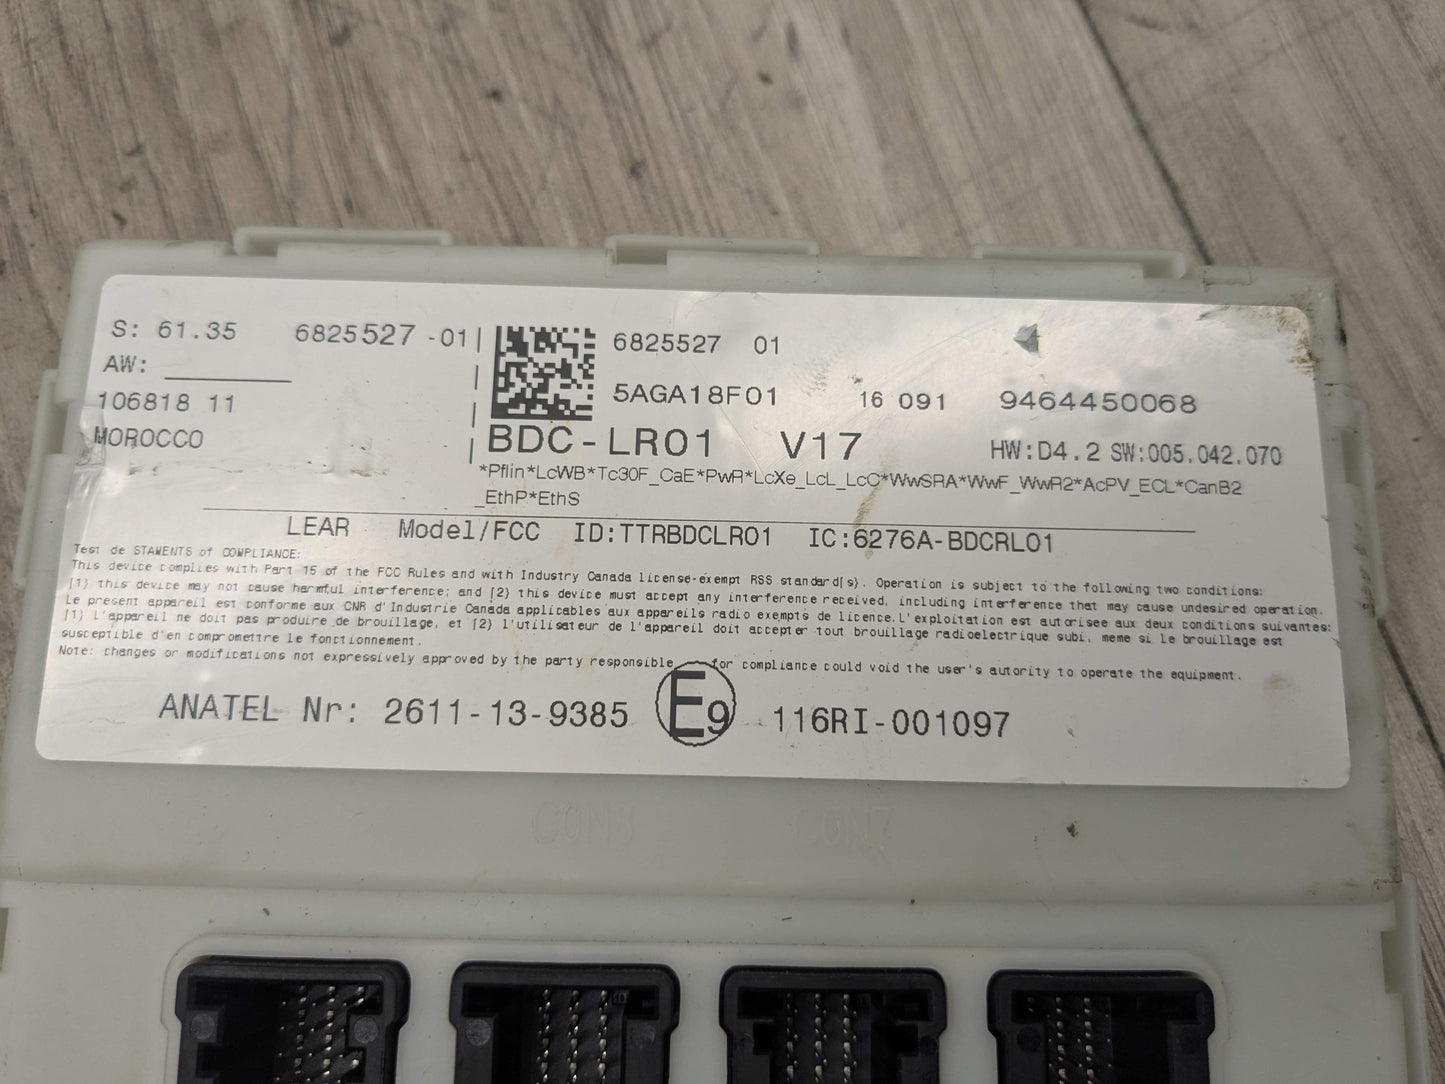 S: 61.35 6825527 -01
AW:
106818 11
MOROCCO
6825527 01
5AGA18F01 16 091 9464450068
BDC-LR01 V17 HW:D4.2 SW:005.042.070
*Pflin*LcWB*Tc30F_CaE*PwR*LcXe_LcL_LcC*WwSRA*WwF_WwR2*AcPV_ECL*CanB2
_EthP*EthS
LEAR Model/FCC ID:TTRBDCLR01 IC:6276A-BDCRL01
Test de STAMENTS of COMPLIANCE:
This device complies with Part 15 of the FCC Rules and with Industry Canada license-exempt RSS standard(s). Operation is subject to the following two conditions:
(1) this device may not cause harmful interference; and (2) this device must accept any interference received, including interference that may cause undesired operation.
Le present appareil est conforme aux CNR d'Industrie Canada applicables aux appareils radio exempts de licence.L'exploitation est autorisee aux deux conditions suivantes:
(1) l'appareil ne doit pas produire de brouillage, et (2) l'utilisateur de l'appareil doit accepter tout brouillage radioelectrique subi, meme si le brouillage est
susceptible d'en compromettre le fonctionnement.
Note: changes or modifications not expressively approved by the party responsible for compliance could void the user's autority to operate the equipment.
ANATEL Nr: 2611-13-9385 E9 116RI-001097
CON8 CON7